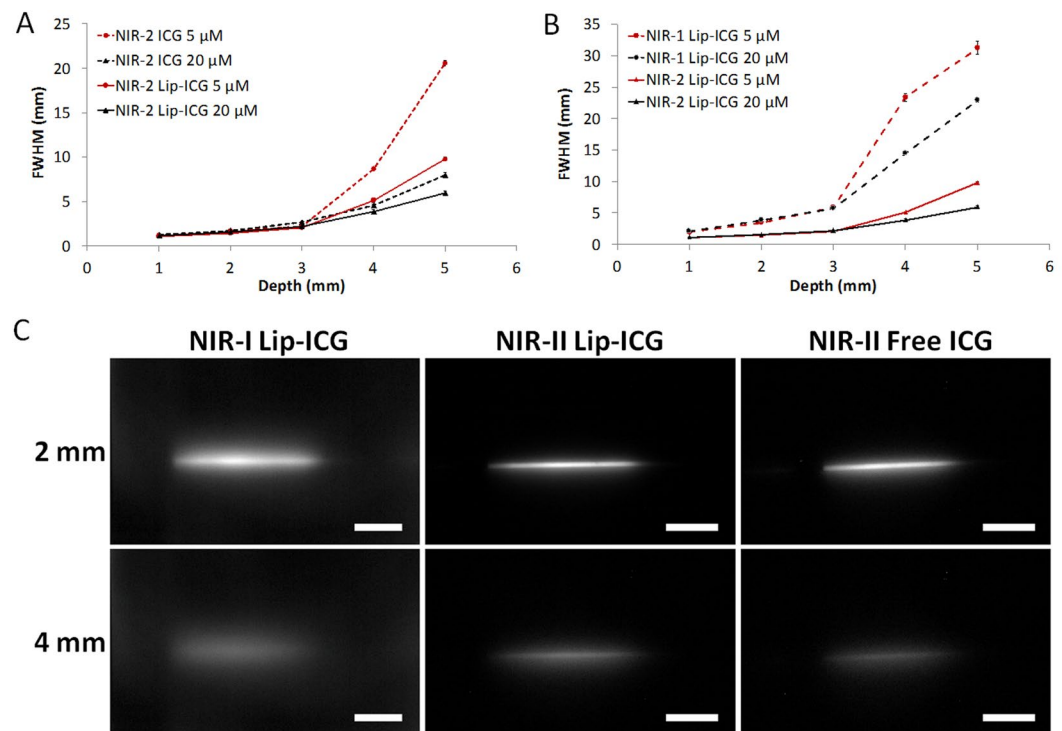 A
25
20
15
10
5
0
FWHM (mm)
NIR-2 ICG 5 µM
NIR-2 ICG 20 µM
NIR-2 Lip-ICG 5 µM
NIR-2 Lip-ICG 20 µM
0 1 2 3 4 5 6
Depth (mm)
B
35
30
25
20
15
10
5
0
FWHM (mm)
NIR-1 Lip-ICG 5 µM
NIR-1 Lip-ICG 20 µM
NIR-2 Lip-ICG 5 µM
NIR-2 Lip-ICG 20 µM
0 1 2 3 4 5 6
Depth (mm)
C
NIR-I Lip-ICG NIR-II Lip-ICG NIR-II Free ICG
2 mm
4 mm